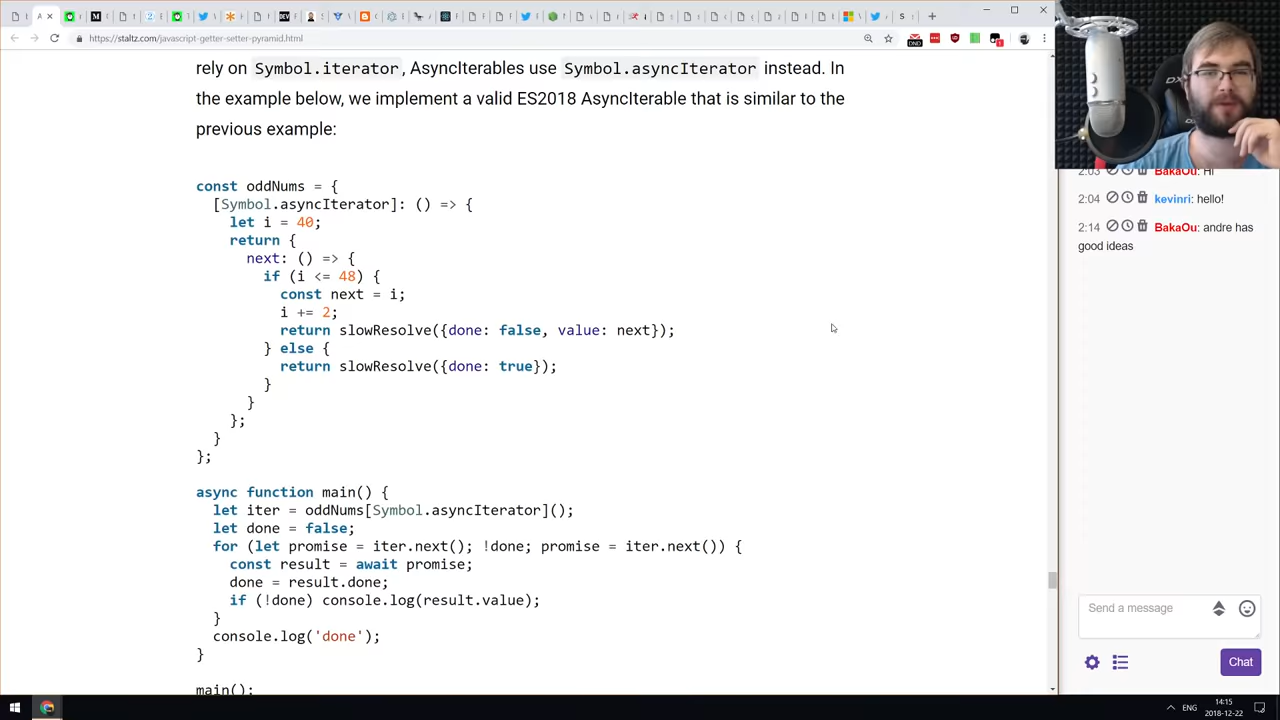 https://staltz.com/javascript-getter-setter-pyramid.html
rely on Symbol.iterator, AsyncIterables use Symbol.asyncIterator instead. In
the example below, we implement a valid ES2018 AsyncIterable that is similar to the
previous example:
const oddNums = {
[Symbol.asyncIterator]: () => {
let i = 40;
return {
next: () => {
if (i <= 48) {
const next = i;
i += 2;
return slowResolve({done: false, value: next});
} else {
return slowResolve({done: true});
}
}
};
}
};
async function main() {
let iter = oddNums[Symbol.asyncIterator]();
let done = false;
for (let promise = iter.next(); !done; promise = iter.next()) {
const result = await promise;
done = result.done;
if (!done) console.log(result.value);
}
console.log('done');
}
main();
2:03 BakaOu: Hi
2:04 kevinri: hello!
2:14 BakaOu: andre has
good ideas
Send a message
Chat
ENG
14:15
2018-12-22